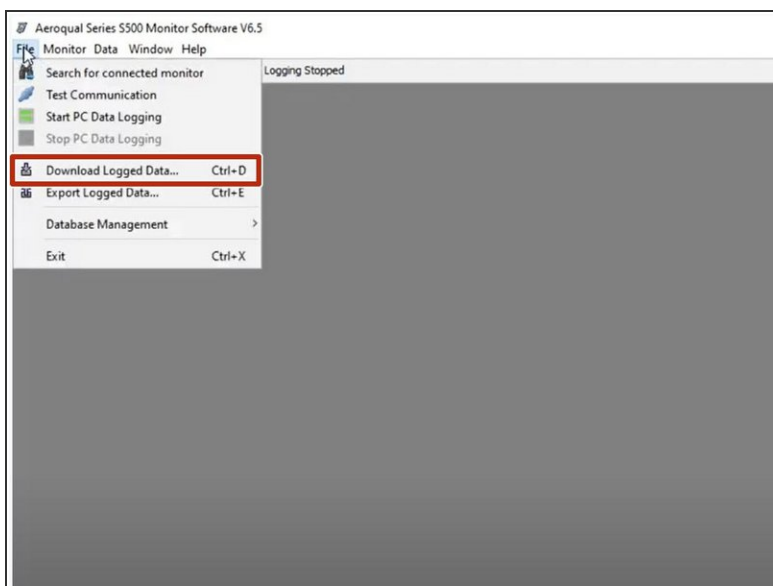 Aeroqual Series S500 Monitor Software V6.5
File Monitor Data Window Help
Search for connected monitor
Logging Stopped
Test Communication
Start PC Data Logging
Stop PC Data Logging
Download Logged Data... Ctrl+D
Export Logged Data... Ctrl+E
Database Management >
Exit Ctrl+X